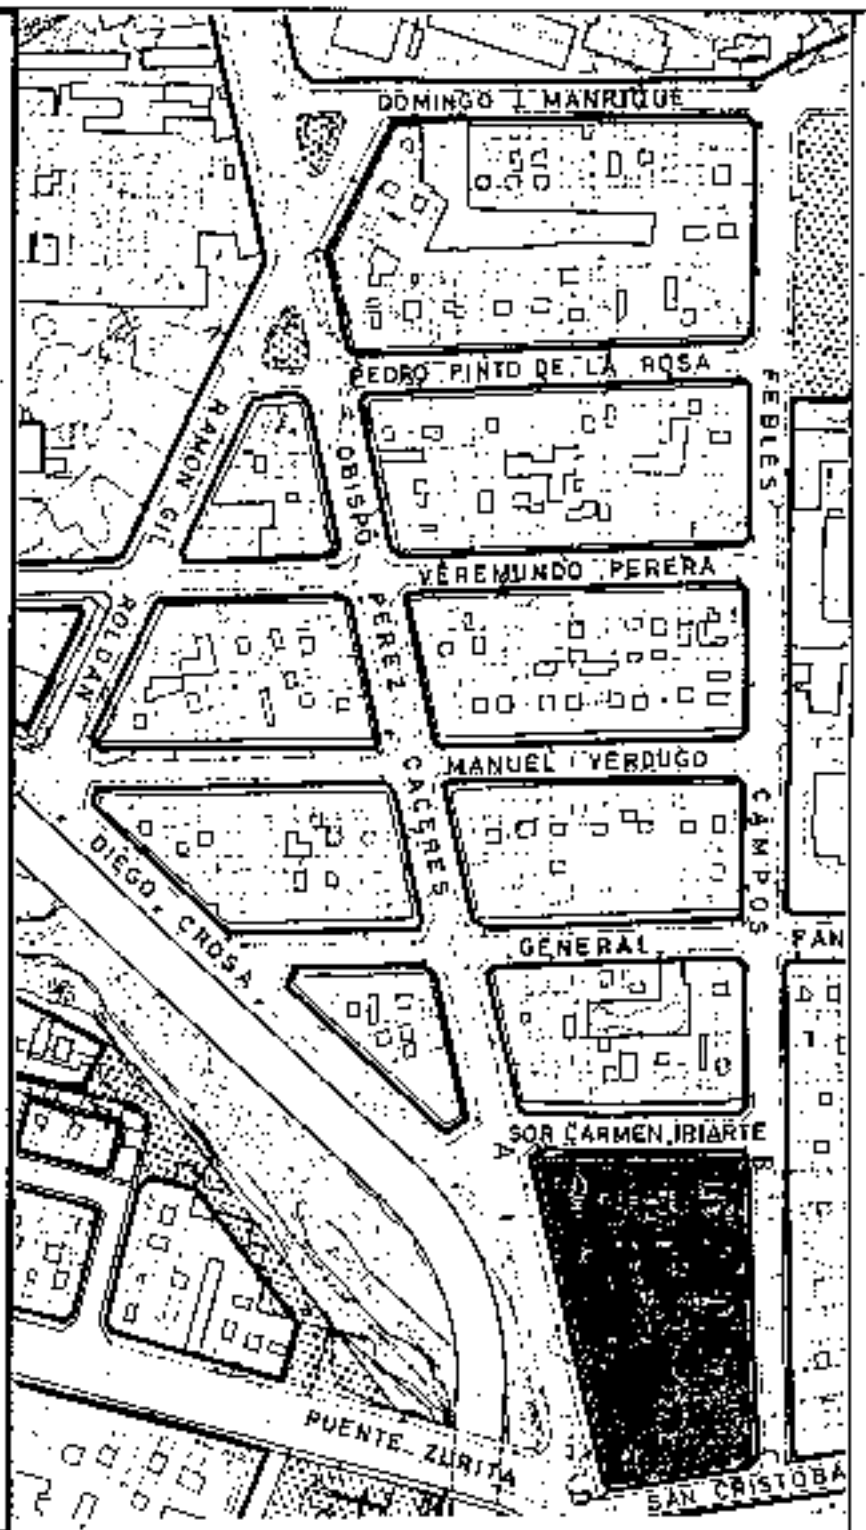 DOMINGO J. MANRIQUE
PEDRO PINTO DE LA ROSA
FEBLES
CAMPOS
RAMON GIL
ROLDAN
OBISPO
PEREZ
CACERES
VEREMUNDO PERERA
MANUEL VERDUGO
DIEGO CROSA
GENERAL
FAN
SOR CARMEN IRIARTE
A
B
PUENTE ZURITA
SAN CRISTOBA